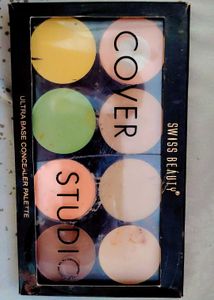 COVER
STUDIO
SWISS BEAUTY®
ULTRA BASE CONCEALER PALETTE